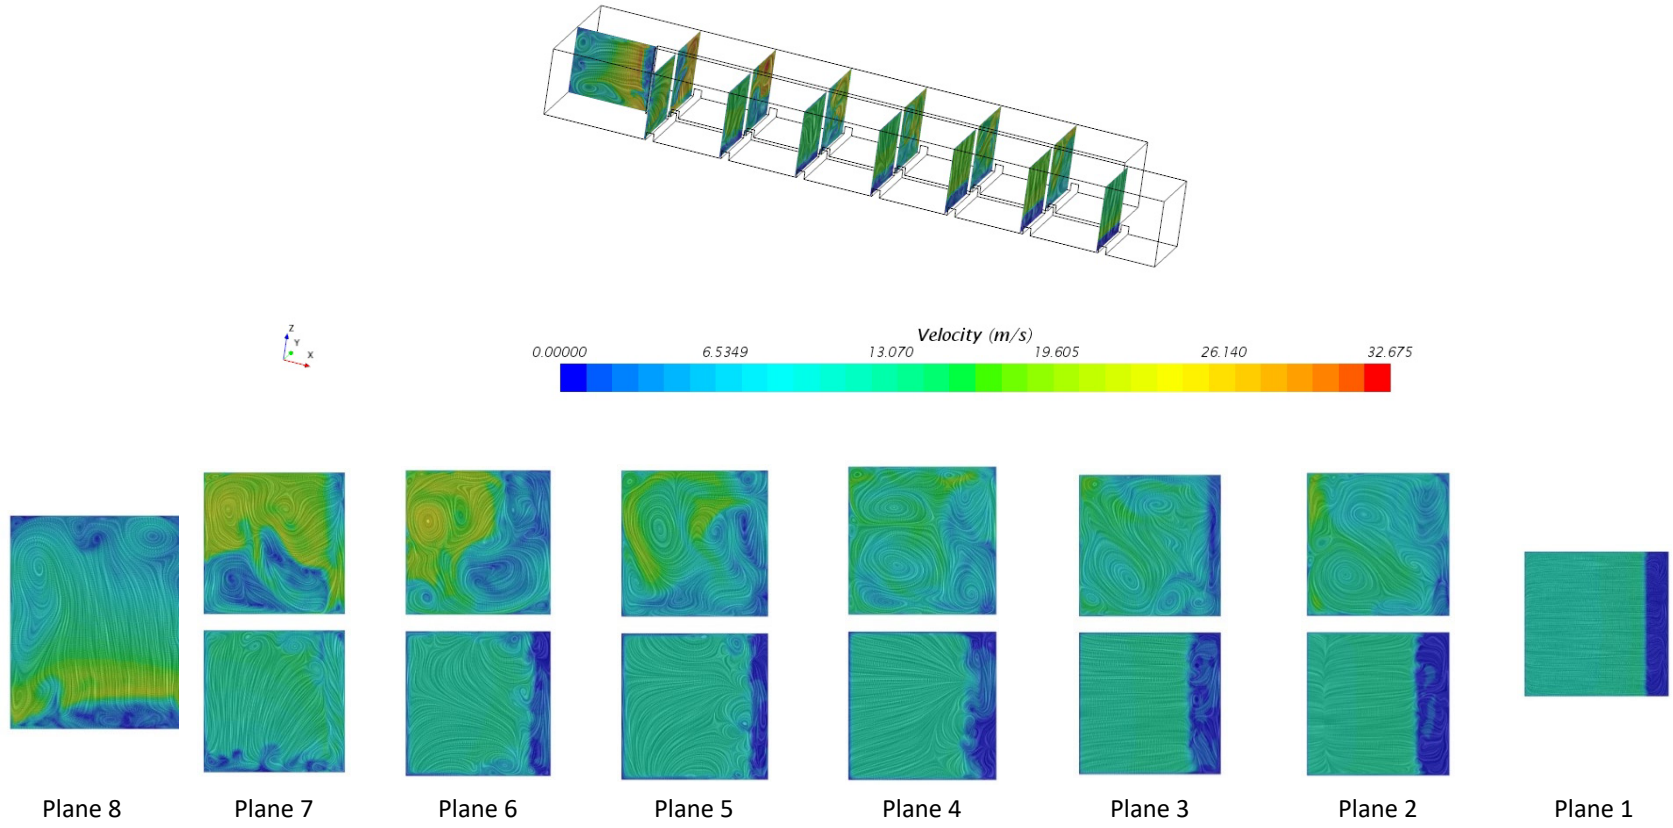 Z
Y
X
Velocity (m/s)
0.00000 6.5349 13.070 19.605 26.140 32.675
Plane 8 Plane 7 Plane 6 Plane 5 Plane 4 Plane 3 Plane 2 Plane 1